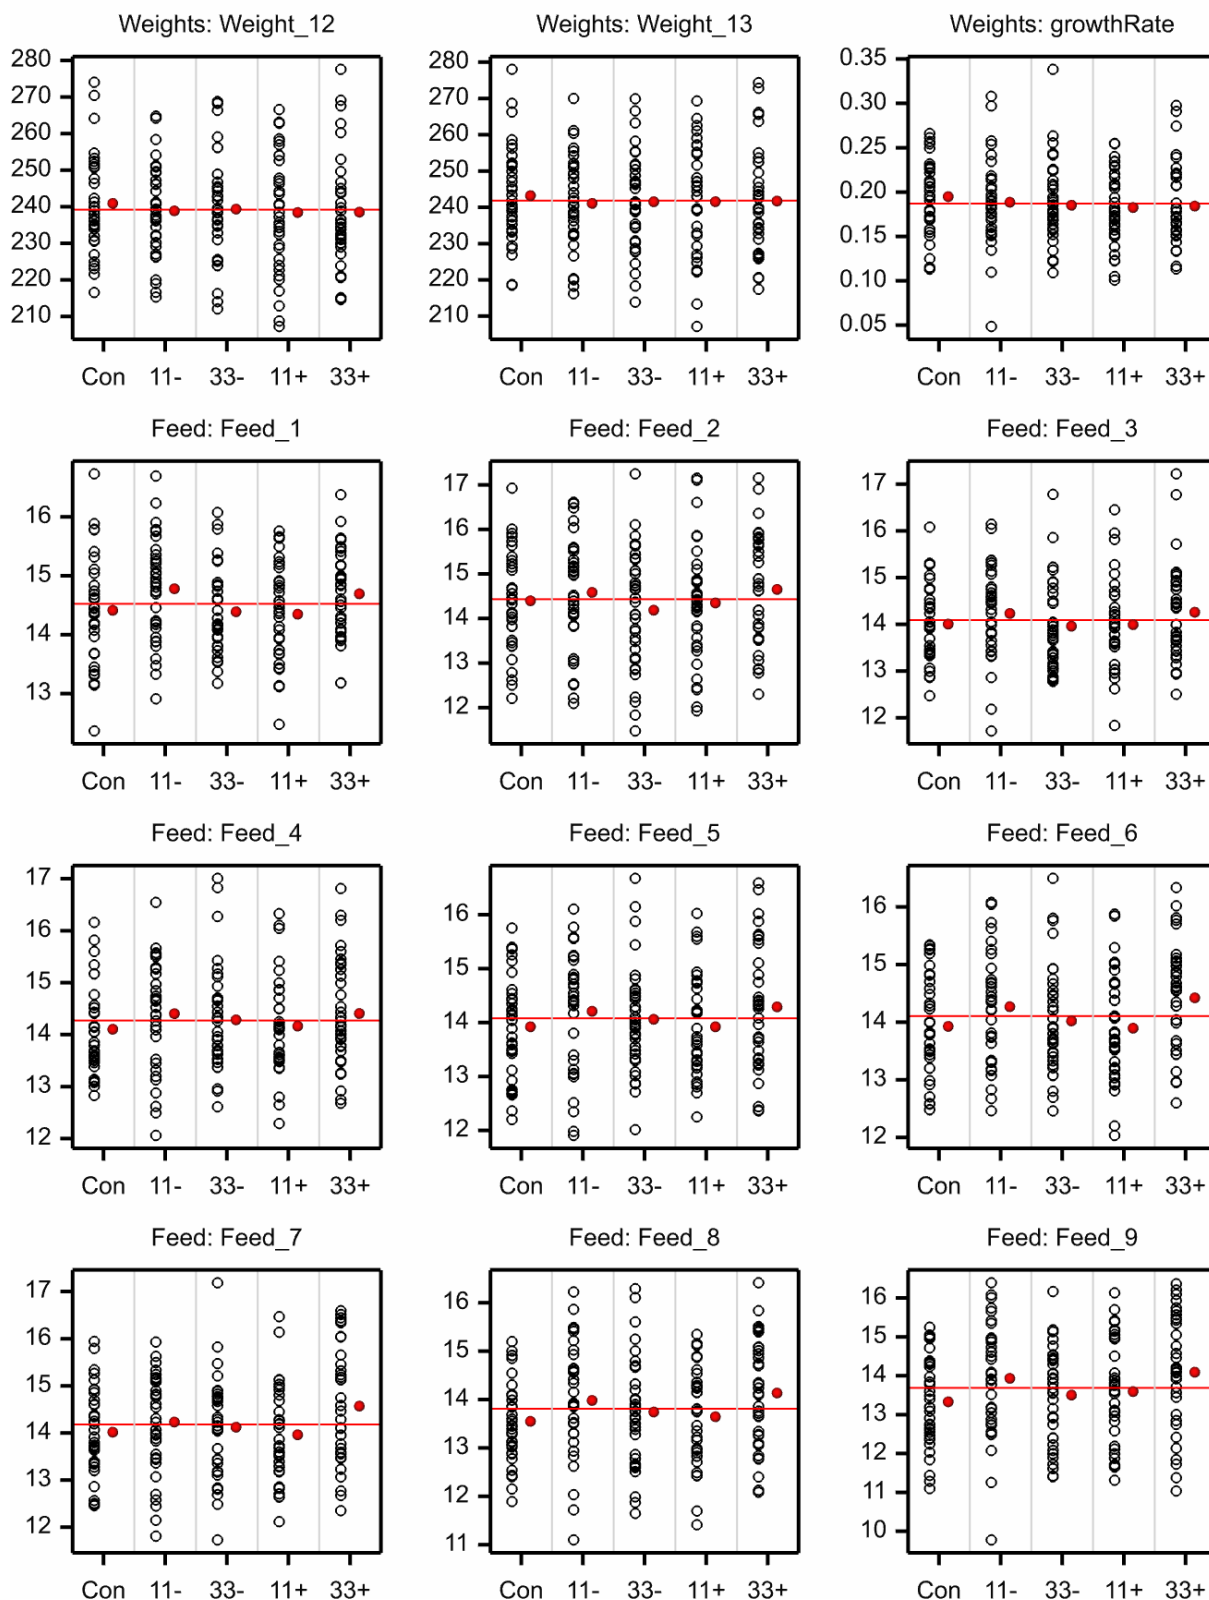 Weights: Weight_12 Weights: Weight_13 Weights: growthRate
280 270 260 250 240 230 220 210
280 270 260 250 240 230 220 210
0.35 0.30 0.25 0.20 0.15 0.10 0.05
Con 11- 33- 11+ 33+ Con 11- 33- 11+ 33+ Con 11- 33- 11+ 33+
Feed: Feed_1 Feed: Feed_2 Feed: Feed_3
16 15 14 13
17 16 15 14 13 12
17 16 15 14 13 12
Con 11- 33- 11+ 33+ Con 11- 33- 11+ 33+ Con 11- 33- 11+ 33+
Feed: Feed_4 Feed: Feed_5 Feed: Feed_6
17 16 15 14 13 12
16 15 14 13 12
16 15 14 13 12
Con 11- 33- 11+ 33+ Con 11- 33- 11+ 33+ Con 11- 33- 11+ 33+
Feed: Feed_7 Feed: Feed_8 Feed: Feed_9
17 16 15 14 13 12
16 15 14 13 12 11
16 15 14 13 12 11 10
Con 11- 33- 11+ 33+ Con 11- 33- 11+ 33+ Con 11- 33- 11+ 33+